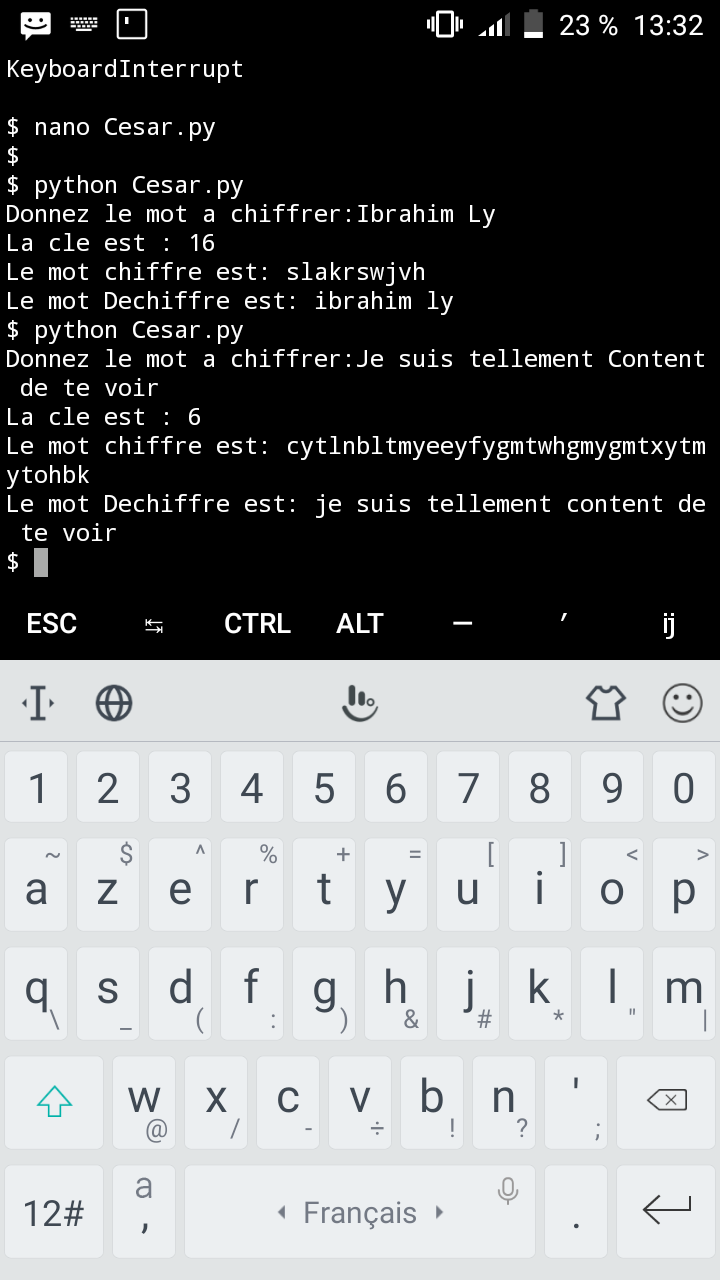 23 % 13:32
KeyboardInterrupt
$ nano Cesar.py
$
$ python Cesar.py
Donnez le mot a chiffrer:Ibrahim Ly
La cle est : 16
Le mot chiffre est: slakrswjvh
Le mot Dechiffre est: ibrahim ly
$ python Cesar.py
Donnez le mot a chiffrer:Je suis tellement Content
de te voir
La cle est : 6
Le mot chiffre est: cytlnbltmyeeyfygmtwhgmygmtxytm
ytohbk
Le mot Dechiffre est: je suis tellement content de
te voir
$
ESC ↹ CTRL ALT — ′ ij
1 2 3 4 5 6 7 8 9 0
~ $ ^ % + = [ ] < >
a z e r t y u i o p
q s d f g h j k l m
\ _ ( : ) & # * " |
w x c v b n '
@ / - ÷ ! ? ;
12# a , Français .